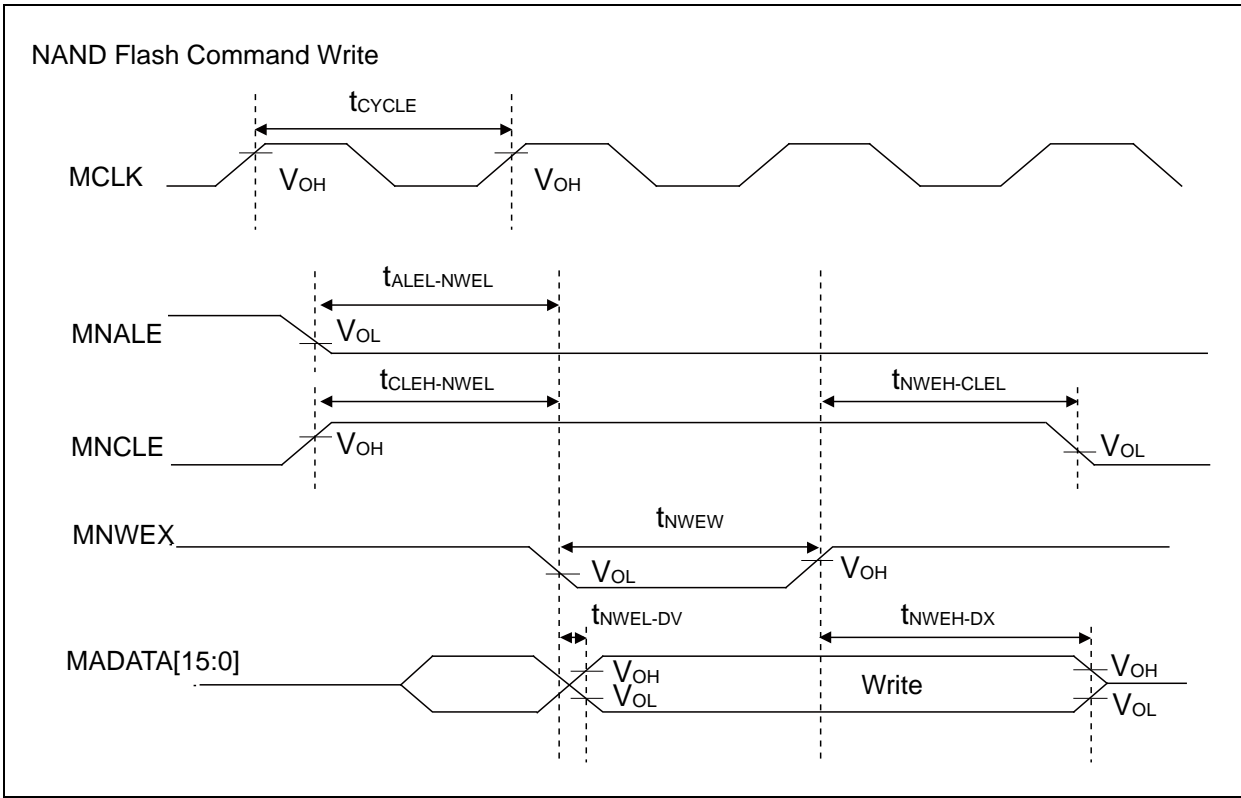 NAND Flash Command Write
tCYCLE
MCLK
VOH
VOH
tALEL-NWEL
MNALE
VOL
tCLEH-NWEL
tNWEH-CLEL
MNCLE
VOH
VOL
MNWEX
tNWEW
VOL
VOH
tNWEL-DV
tNWEH-DX
MADATA[15:0]
VOH
VOL
Write
VOH
VOL